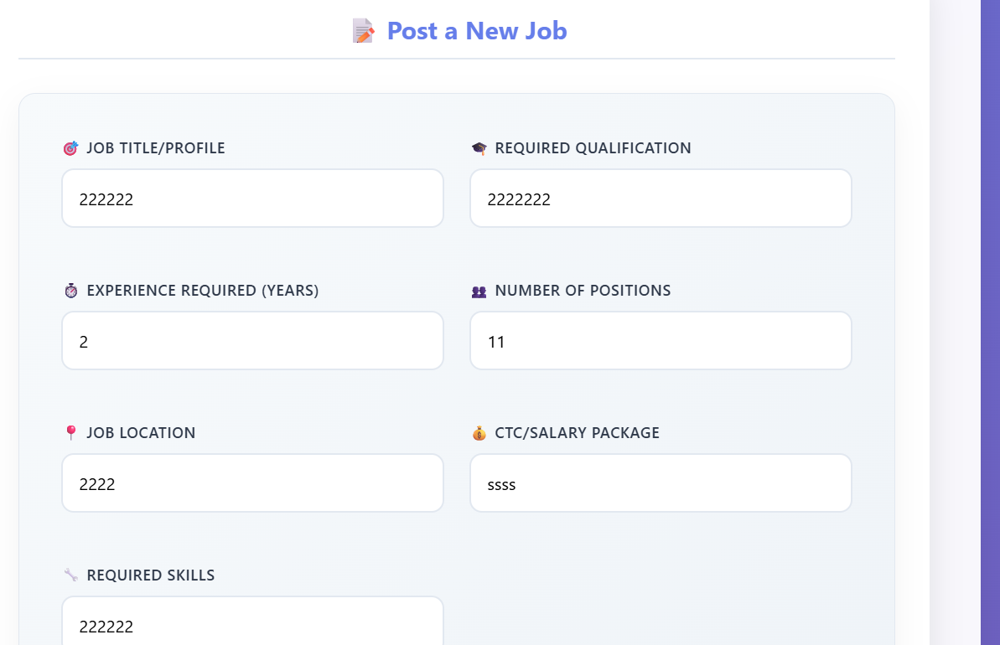 Post a New Job
JOB TITLE/PROFILE
222222
REQUIRED QUALIFICATION
2222222
EXPERIENCE REQUIRED (YEARS)
2
NUMBER OF POSITIONS
11
JOB LOCATION
2222
CTC/SALARY PACKAGE
ssss
REQUIRED SKILLS
222222